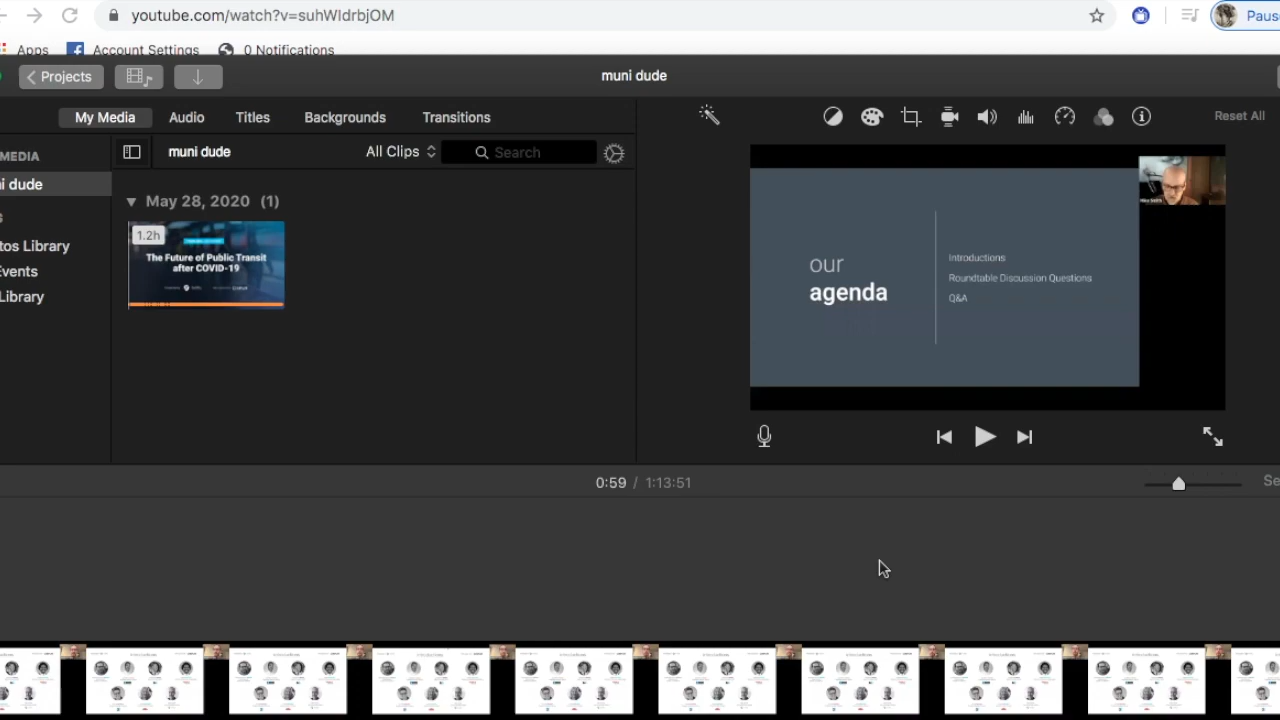 youtube.com/watch?v=suhWIdrbjOM
Paus
Apps
Account Settings
0 Notifications
Projects
muni dude
My Media
Audio
Titles
Backgrounds
Transitions
Reset All
MEDIA
muni dude
All Clips
Search
ni dude
May 28, 2020 (1)
S
tos Library
Events
Library
1.2h
The Future of Public Transit
after COVID-19
our
agenda
Introductions
Roundtable Discussion Questions
Q&A
0:59 / 1:13:51
Se